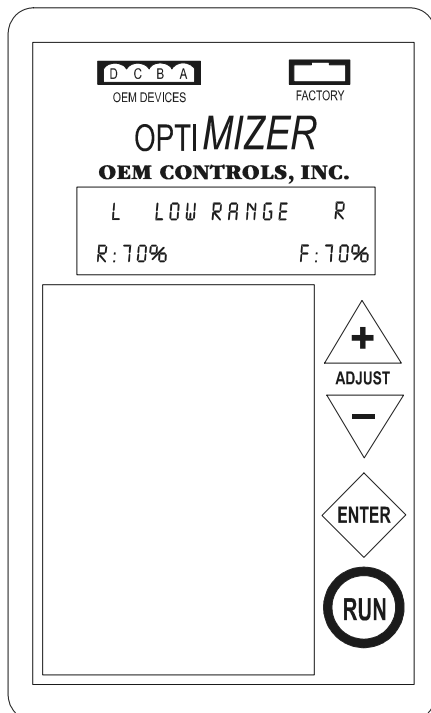 D C B A
OEM DEVICES
FACTORY
OPTIMIZER
OEM CONTROLS, INC.
L LOW RANGE R
R:70% F:70%
+
ADJUST
−
ENTER
RUN